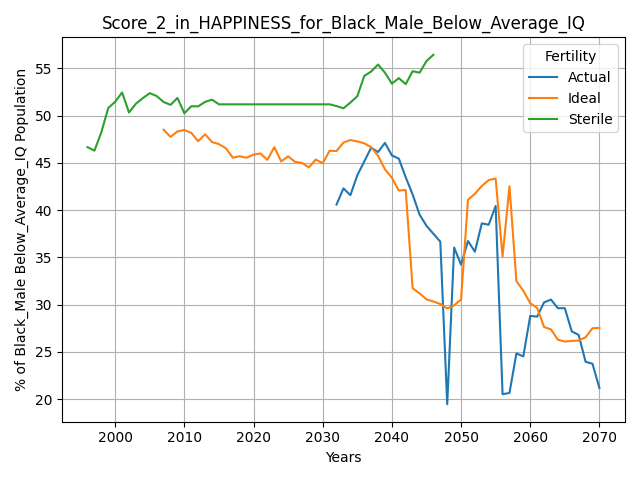 Score_2_in_HAPPINESS_for_Black_Male_Below_Average_IQ
% of Black_Male Below_Average_IQ Population
55
50
45
40
35
30
25
20
Fertility
Actual
Ideal
Sterile
2000 2010 2020 2030 2040 2050 2060 2070
Years